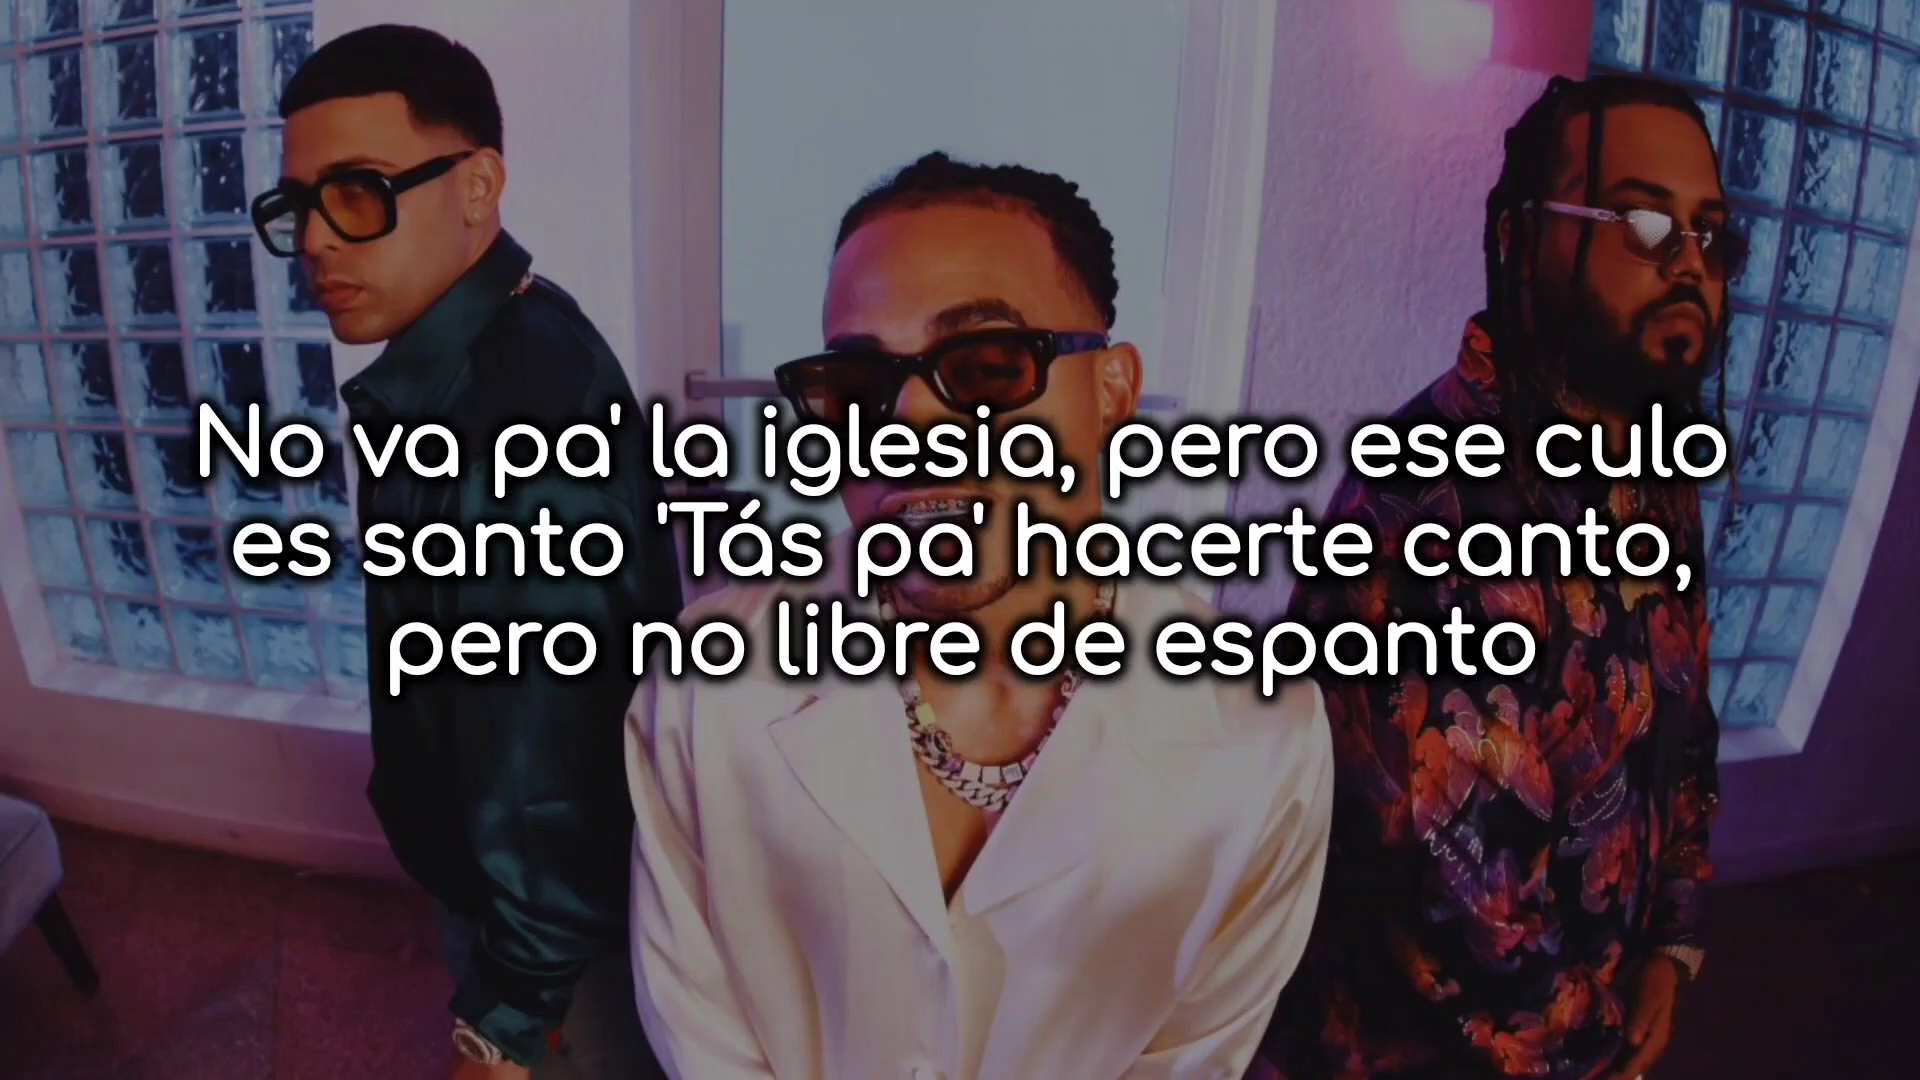 No va pa' la iglesia, pero ese culo
es santo 'Tás pa' hacerte canto,
pero no libre de espanto